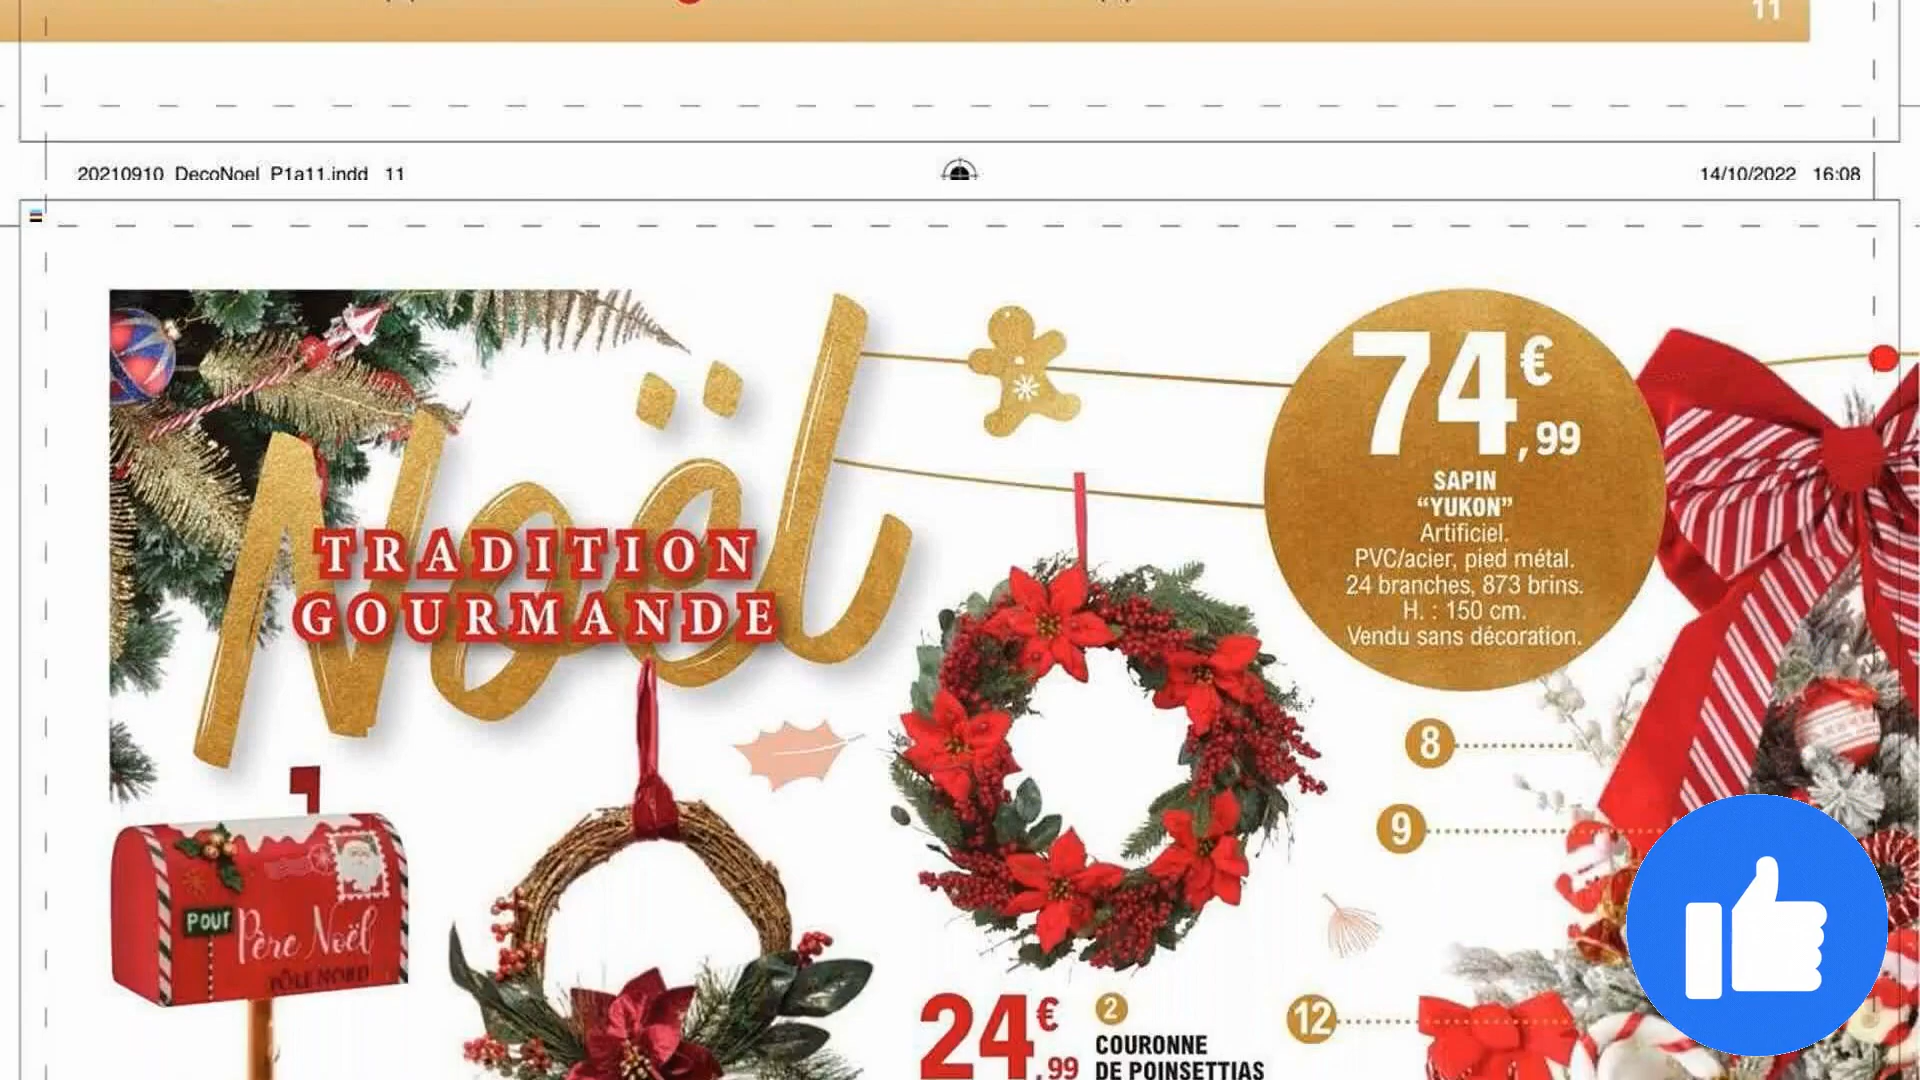 11
20210910_DecoNoel_P1a11.indd 11
14/10/2022 16:08
Noël
TRADITION
GOURMANDE
74€,99
SAPIN
“YUKON”
Artificiel.
PVC/acier, pied métal.
24 branches, 873 brins.
H. : 150 cm.
Vendu sans décoration.
8
9
Pour Père Noël
PÔLE NORD
12
24€,99
2
COURONNE
DE POINSETTIAS